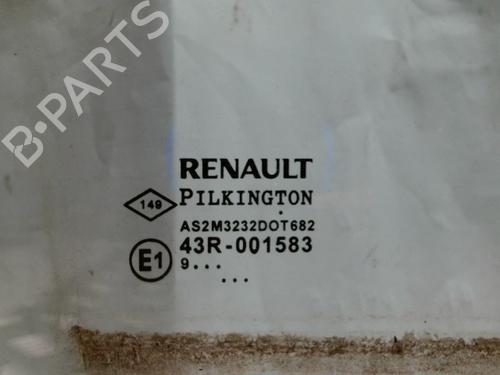 B-PARTS
RENAULT
149 PILKINGTON
AS2M3232DOT682
43R-001583
E1 9...
...